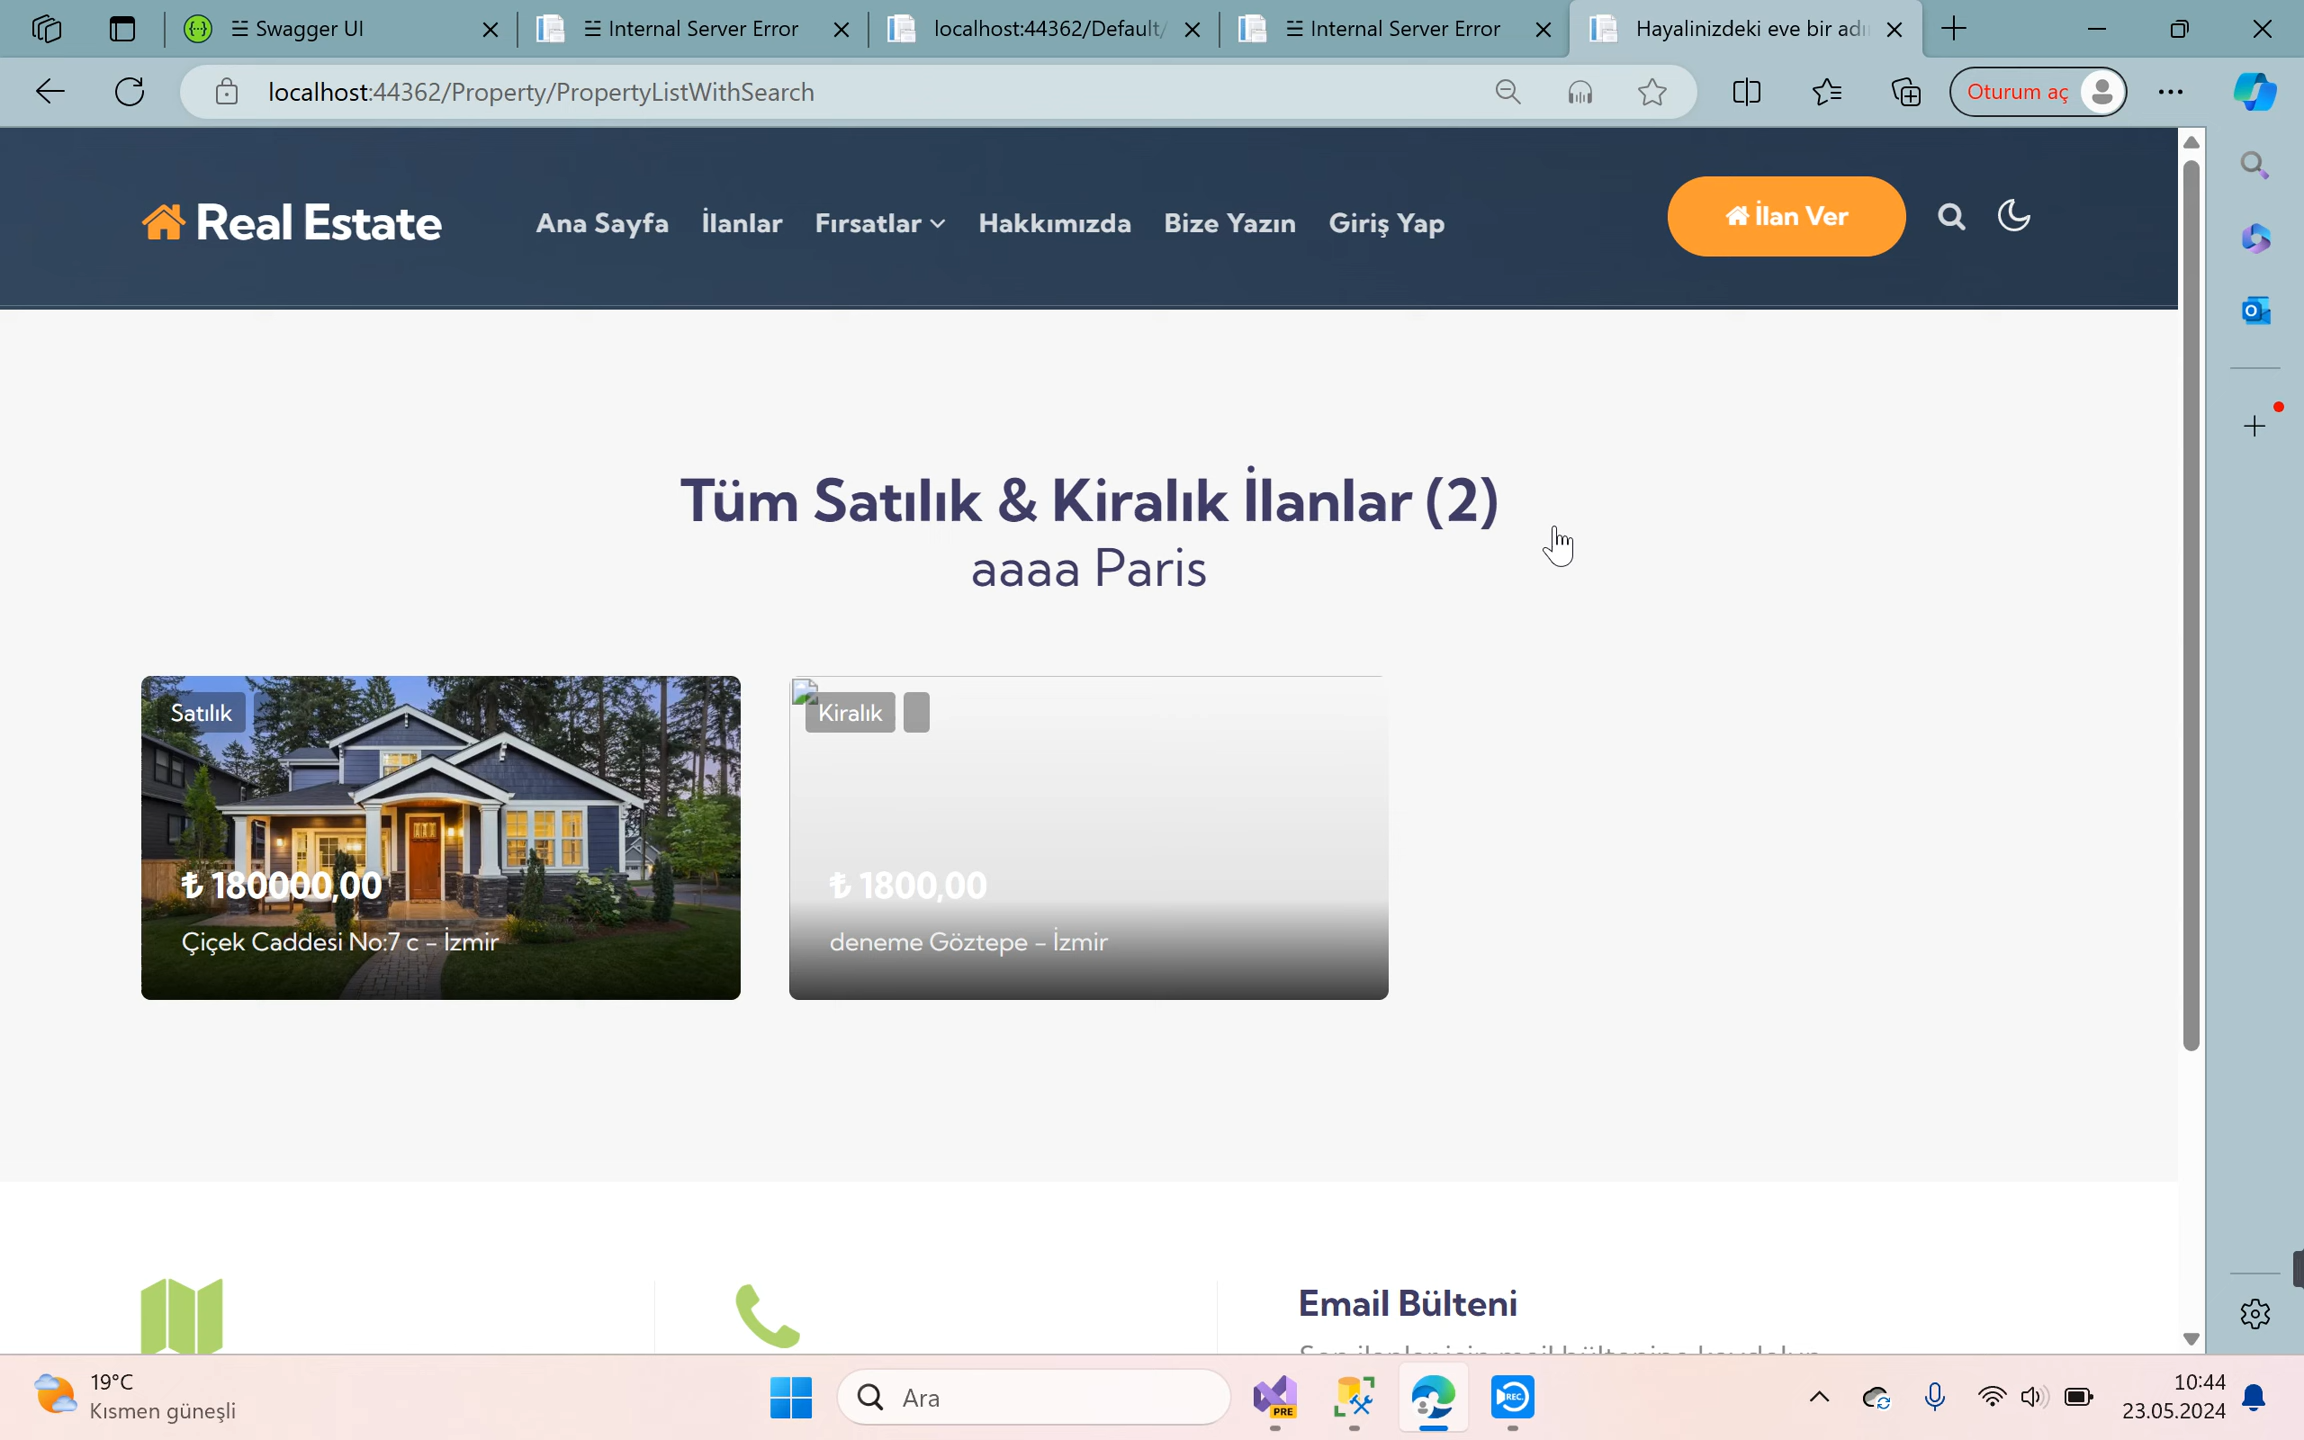 Swagger UI
Internal Server Error
localhost:44362/Default/
Internal Server Error
Hayalinizdeki eve bir adı
localhost:44362/Property/PropertyListWithSearch
Oturum aç
Real Estate
Ana Sayfa
İlanlar
Fırsatlar
Hakkımızda
Bize Yazın
Giriş Yap
İlan Ver
Tüm Satılık & Kiralık İlanlar (2)
aaaa Paris
Satılık
₺ 180000,00
Çiçek Caddesi No:7 c - İzmir
Kiralık
₺ 1800,00
deneme Göztepe - İzmir
Email Bülteni
19°C
Kısmen güneşli
Ara
PRE
REC
10:44
23.05.2024